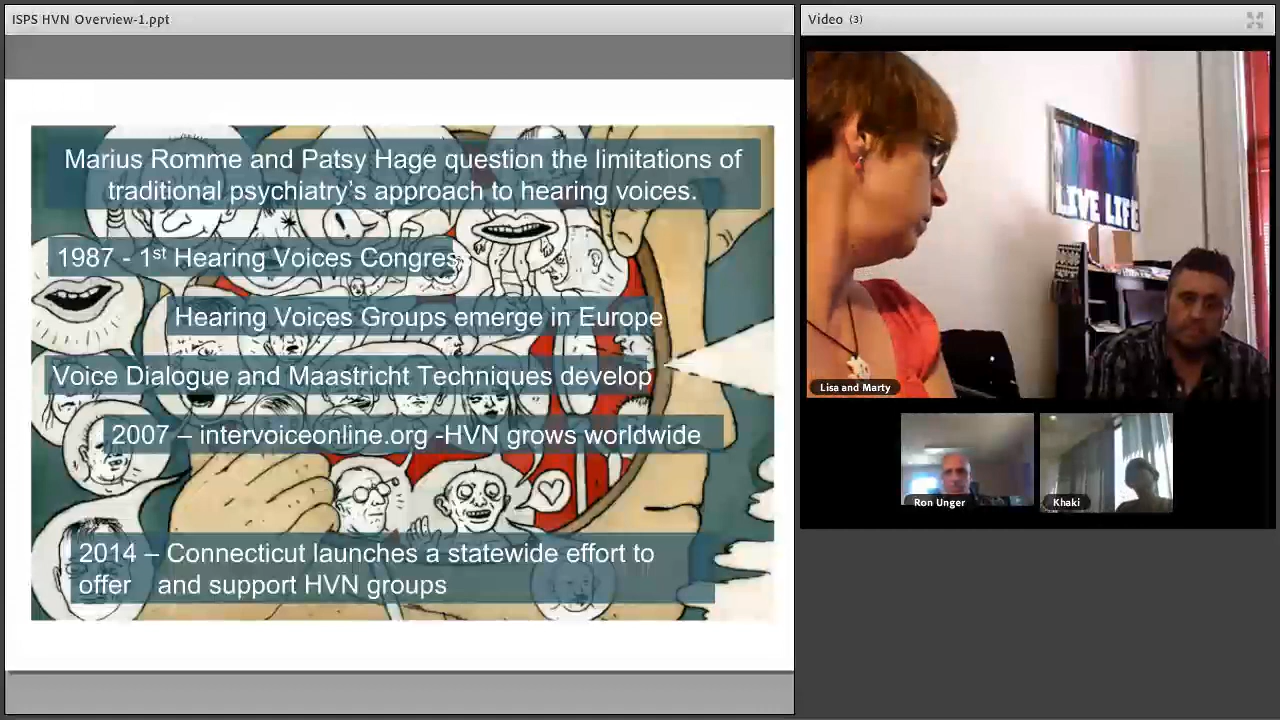 ISPS HVN Overview-1.ppt
Marius Romme and Patsy Hage question the limitations of
traditional psychiatry’s approach to hearing voices.
1987 - 1st Hearing Voices Congress
Hearing Voices Groups emerge in Europe
Voice Dialogue and Maastricht Techniques develop
2007 – intervoiceonline.org -HVN grows worldwide
2014 – Connecticut launches a statewide effort to
offer and support HVN groups
Video (3)
LIVE LIFE
Lisa and Marty
Ron Unger
Khaki